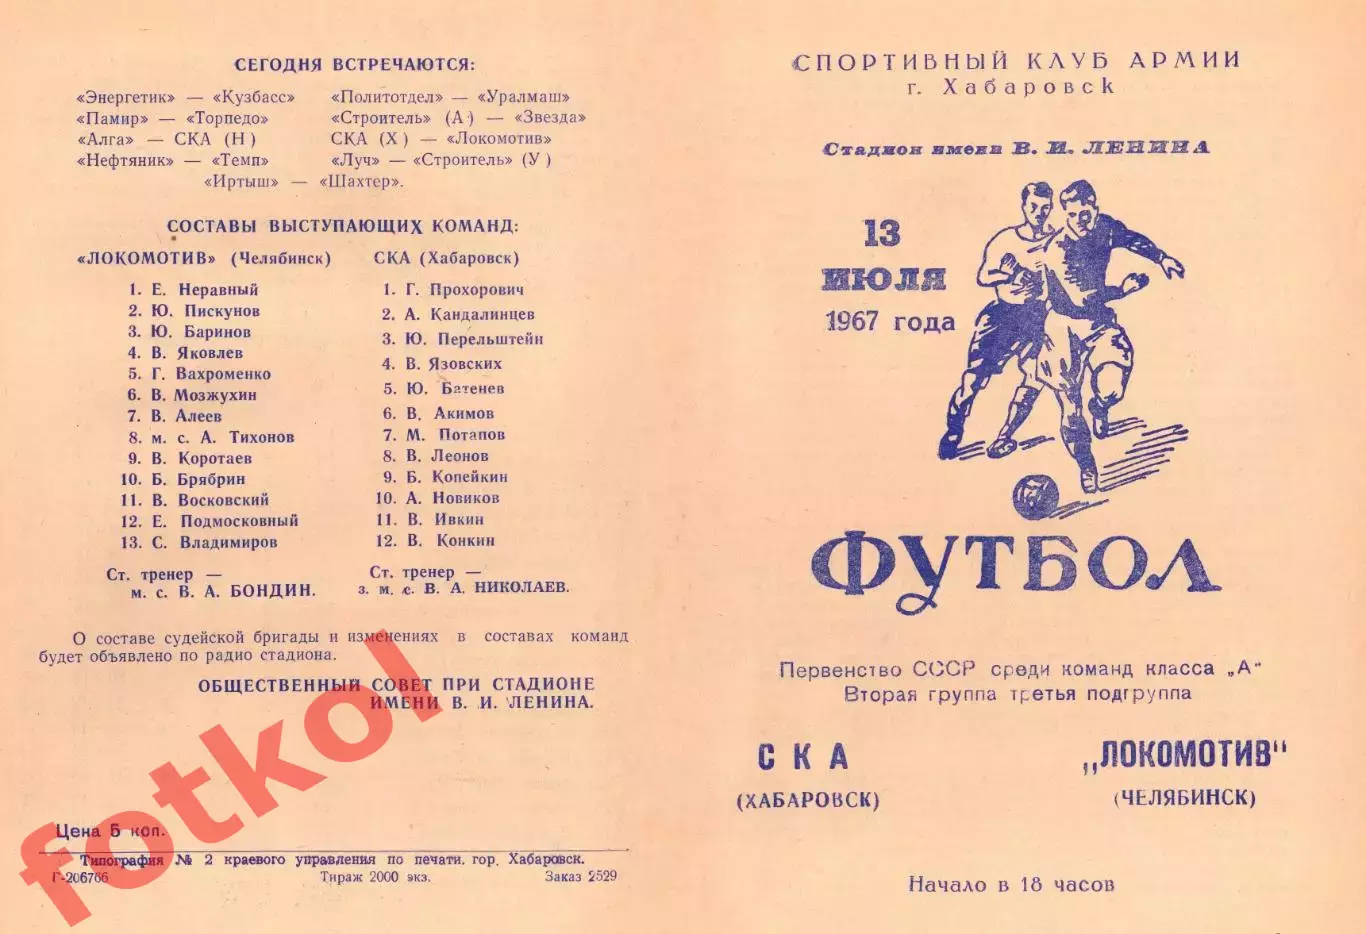 СЕГОДНЯ ВСТРЕЧАЮТСЯ:
«Энергетик» — «Кузбасс» «Политотдел» — «Уралмаш»
«Памир» — «Торпедо» «Строитель» (А) — «Звезда»
«Алга» — СКА (Н) СКА (Х) — «Локомотив»
«Нефтяник» — «Темп» «Луч» — «Строитель» (У)
«Иртыш» — «Шахтер».
СОСТАВЫ ВЫСТУПАЮЩИХ КОМАНД:
«ЛОКОМОТИВ» (Челябинск)
1. Е. Неравный
2. Ю. Пискунов
3. Ю. Баринов
4. В. Яковлев
5. Г. Вахроменко
6. В. Мозжухин
7. В. Алеев
8. м. с. А. Тихонов
9. В. Коротаев
10. Б. Брябрин
11. В. Восковский
12. Е. Подмосковный
13. С. Владимиров
Ст. тренер —
м. с. В. А. БОНДИН.
СКА (Хабаровск)
1. Г. Прохорович
2. А. Кандалинцев
3. Ю. Перельштейн
4. В. Язовских
5. Ю. Батенев
6. В. Акимов
7. М. Потапов
8. В. Леонов
9. Б. Копейкин
10. А. Новиков
11. В. Ивкин
12. В. Конкин
Ст. тренер —
з. м. с. В. А. НИКОЛАЕВ.
О составе судейской бригады и изменениях в составах команд
будет объявлено по радио стадиона.
ОБЩЕСТВЕННЫЙ СОВЕТ ПРИ СТАДИОНЕ
ИМЕНИ В. И. ЛЕНИНА.
Цена 5 коп.
Типография № 2 краевого управления по печати. гор. Хабаровск.
Г-206766 Тираж 2000 экз. Заказ 2529
fotkol
СПОРТИВНЫЙ КЛУБ АРМИИ
г. Хабаровск
Стадион имени В. И. ЛЕНИНА
13
ИЮЛЯ
1967 года
ФУТБОЛ
Первенство СССР среди команд класса „А"
Вторая группа третья подгруппа
СКА „ЛОКОМОТИВ"
(ХАБАРОВСК) (ЧЕЛЯБИНСК)
Начало в 18 часов